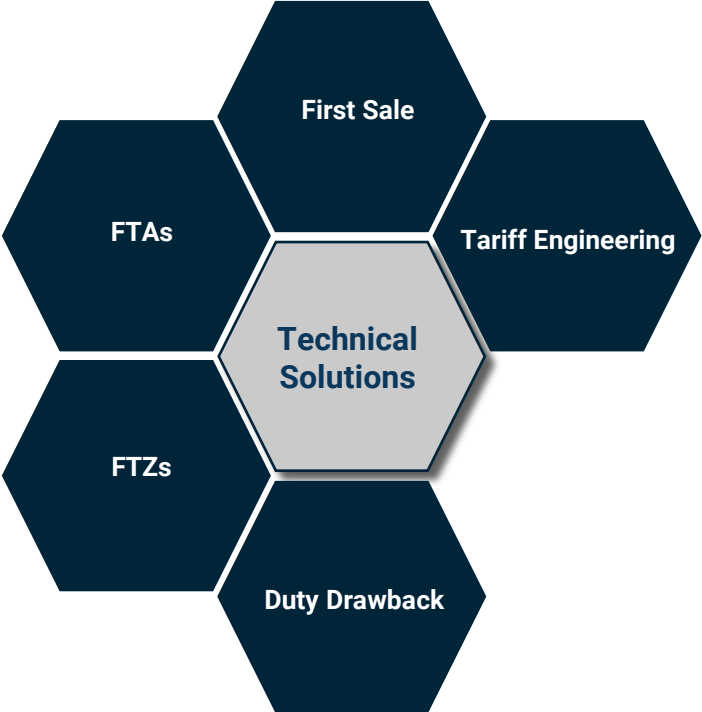 First Sale
FTAs
Tariff Engineering
Technical
Solutions
FTZs
Duty Drawback